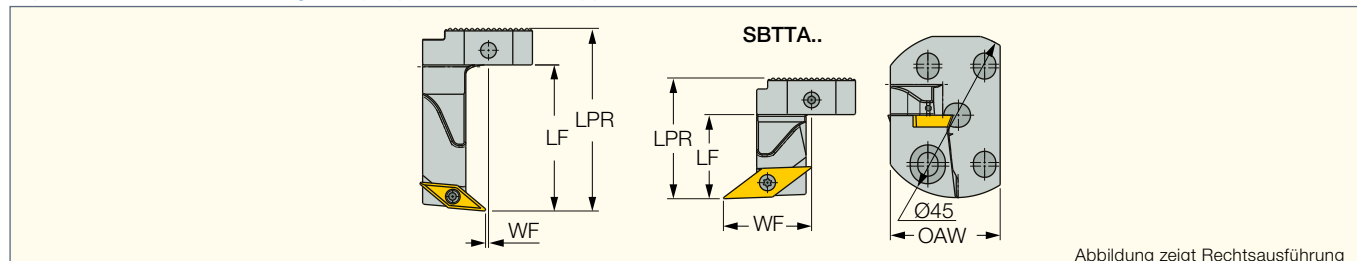 SBTTA..
LPR
LF
WF
LPR
LF
WF
Ø45
OAW
Abbildung zeigt Rechtsausführung